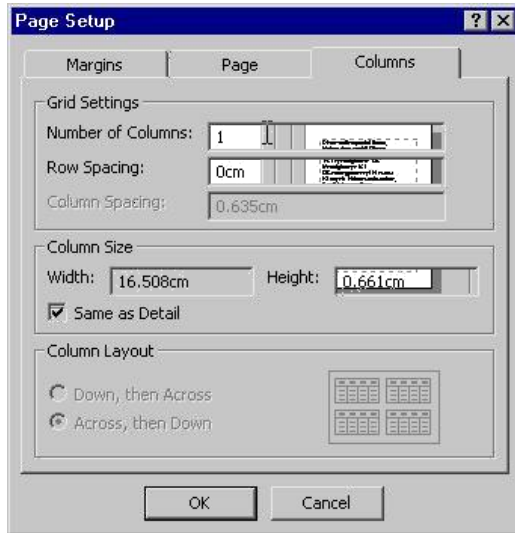 Page Setup
Margins Page Columns
Grid Settings
Number of Columns: 1
Row Spacing: 0cm
Column Spacing: 0.635cm
Column Size
Width: 16.508cm Height: 0.661cm
Same as Detail
Column Layout
Down, then Across
Across, then Down
OK Cancel